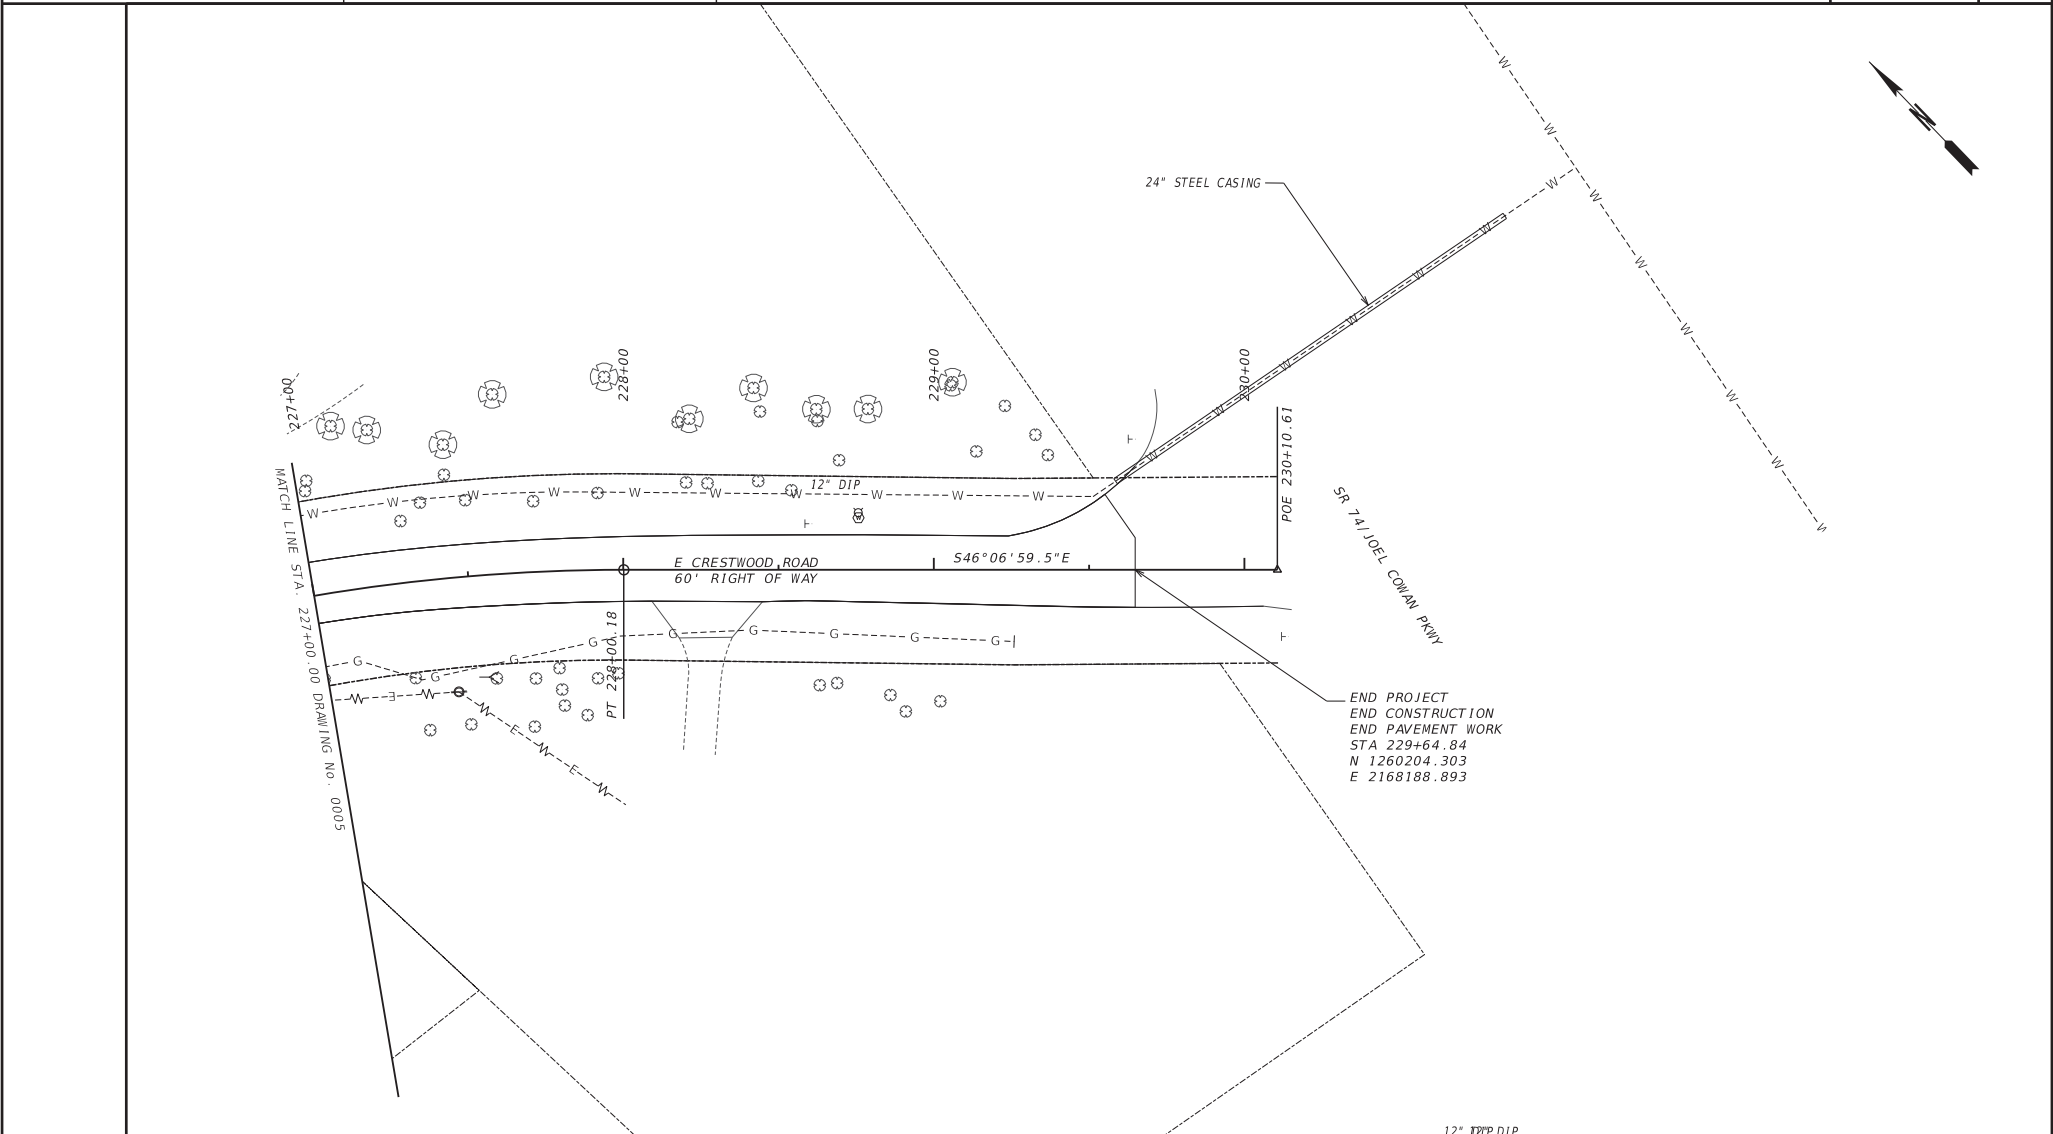 N
24" STEEL CASING
227+00
228+00
229+00
230+00
POE 230+10.61
12" DIP
SR 74/JOEL COWAN PKWY
MATCH LINE STA. 227+00.00 DRAWING No. 0005
E CRESTWOOD ROAD
60' RIGHT OF WAY
S46°06'59.5"E
PT 228+00.18
END PROJECT
END CONSTRUCTION
END PAVEMENT WORK
STA 229+64.84
N 1260204.303
E 2168188.893
W W W W W W W W W W
W W W W W W W
W W W W W W W W W
G G G G G G G G G
E E E
12" DIP